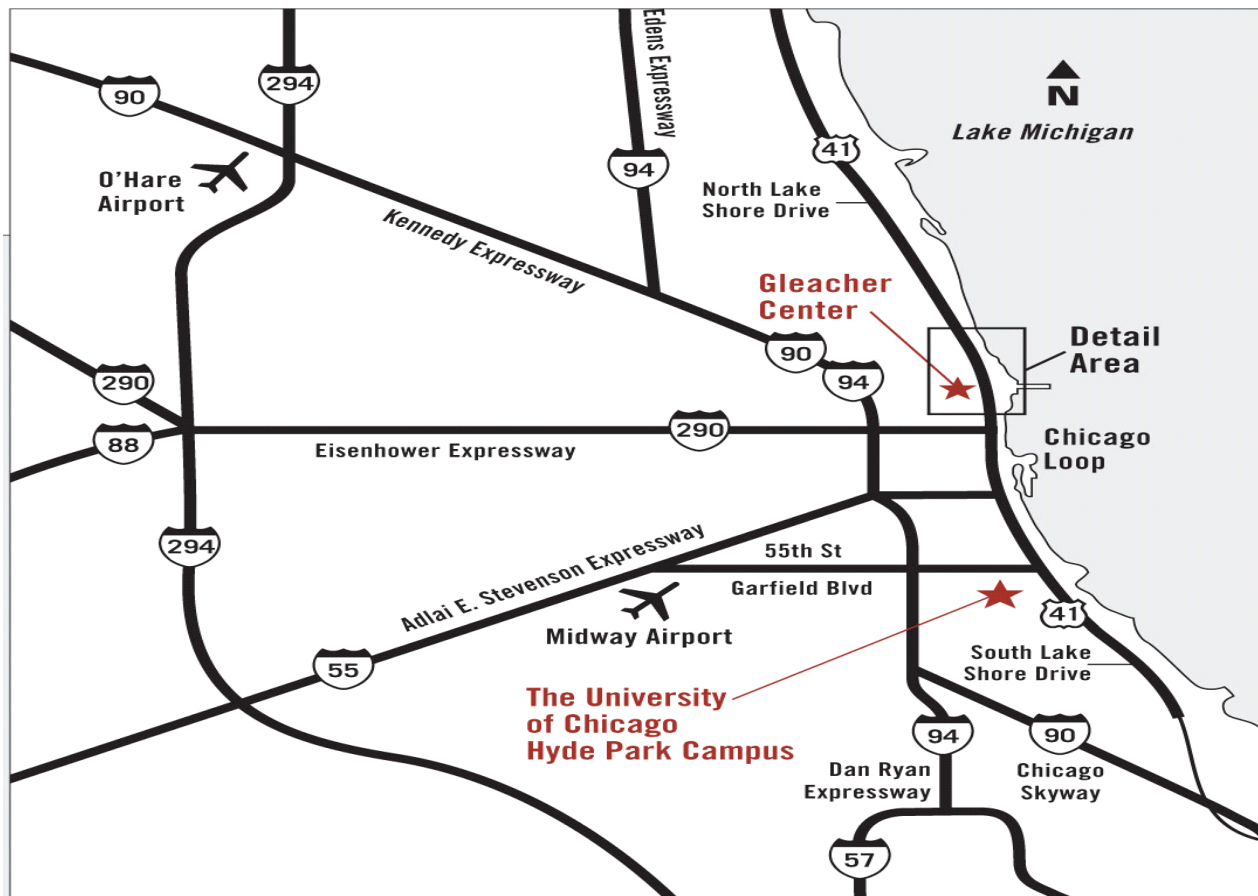 Edens Expressway
294
90
N
Lake Michigan
41
94
O'Hare
Airport
North Lake
Shore Drive
Kennedy Expressway
Gleacher
Center
Detail
Area
90
94
290
88
290
Eisenhower Expressway
Chicago
Loop
294
Adlai E. Stevenson Expressway
55th St
Garfield Blvd
41
Midway Airport
55
South Lake
Shore Drive
The University
of Chicago
Hyde Park Campus
94
90
Dan Ryan
Expressway
Chicago
Skyway
57